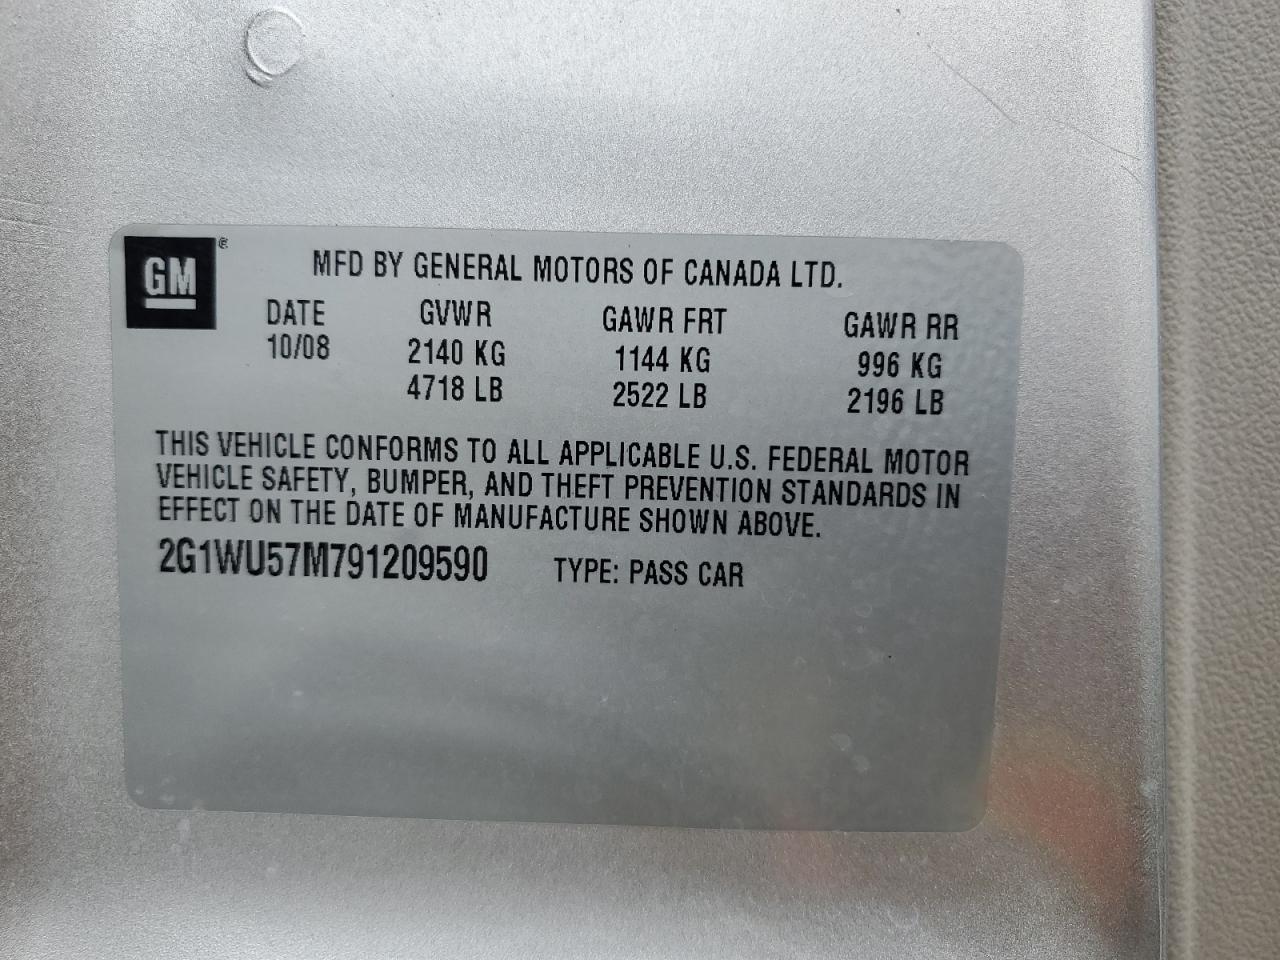 GM®
MFD BY GENERAL MOTORS OF CANADA LTD.
DATE GVWR GAWR FRT GAWR RR
10/08 2140 KG 1144 KG 996 KG
4718 LB 2522 LB 2196 LB
THIS VEHICLE CONFORMS TO ALL APPLICABLE U.S. FEDERAL MOTOR
VEHICLE SAFETY, BUMPER, AND THEFT PREVENTION STANDARDS IN
EFFECT ON THE DATE OF MANUFACTURE SHOWN ABOVE.
2G1WU57M791209590 TYPE: PASS CAR